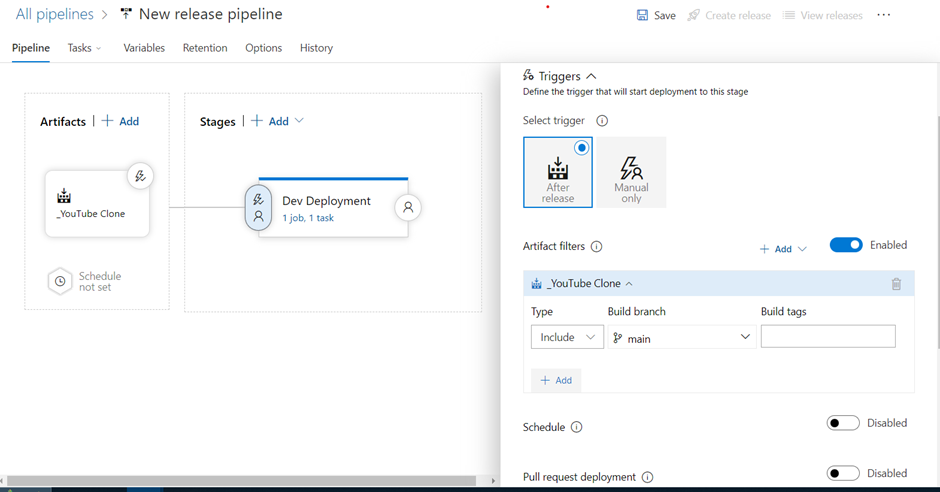 All pipelines > New release pipeline
Save Create release View releases ...
Pipeline Tasks Variables Retention Options History
Artifacts | + Add
Stages | + Add
_YouTube Clone
Schedule
not set
Dev Deployment
1 job, 1 task
Triggers
Define the trigger that will start deployment to this stage
Select trigger
After
release
Manual
only
Artifact filters + Add Enabled
_YouTube Clone
Type Build branch Build tags
Include main
+ Add
Schedule Disabled
Pull request deployment Disabled